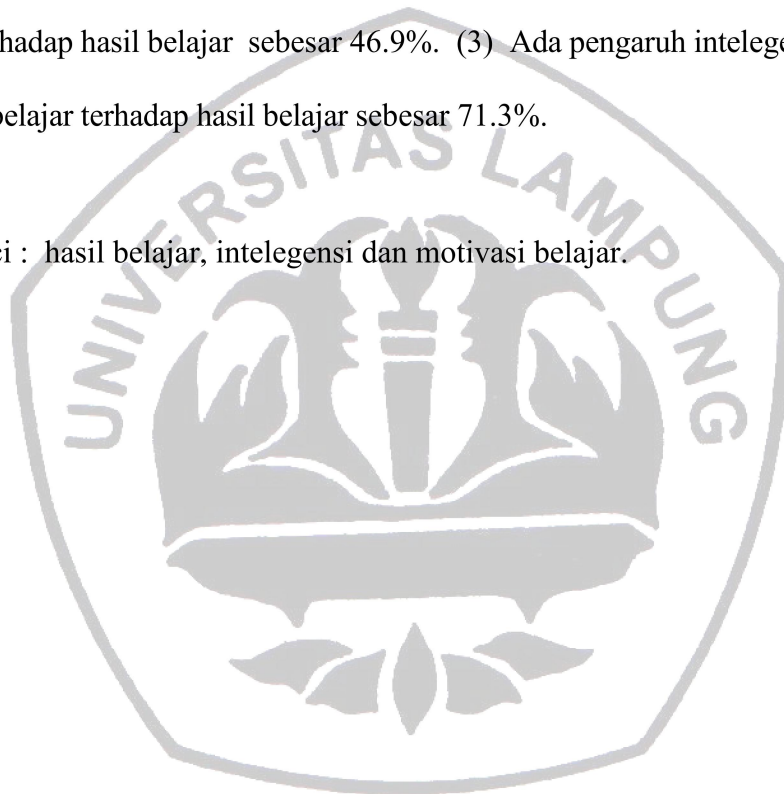 hadap hasil belajar sebesar 46.9%. (3) Ada pengaruh intelege
belajar terhadap hasil belajar sebesar 71.3%.
ci : hasil belajar, intelegensi dan motivasi belajar.
UNIVERSITAS LAMPUNG